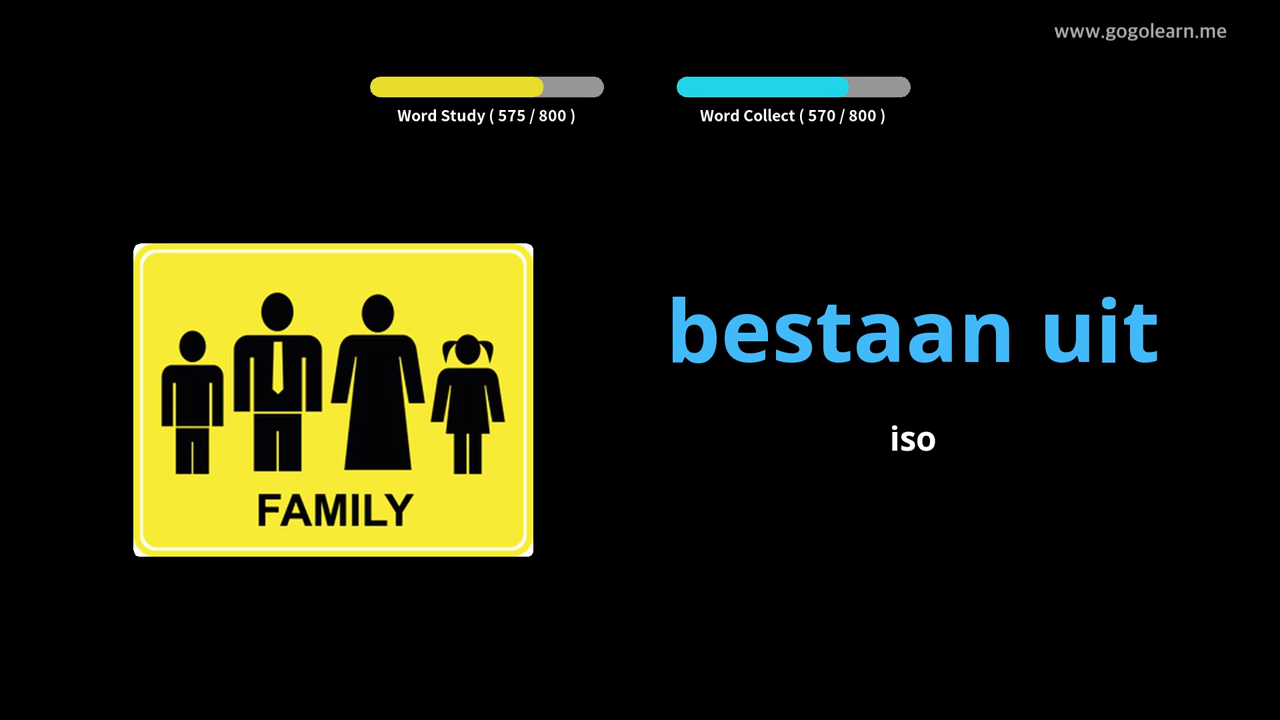 www.gogolearn.me
Word Study ( 575 / 800 )
Word Collect ( 570 / 800 )
FAMILY
bestaan uit
iso